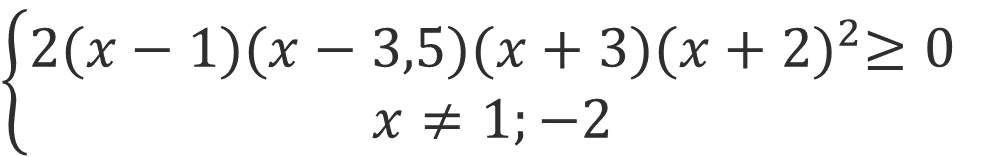 2(x − 1)(x − 3,5)(x + 3)(x + 2)² ≥ 0
x ≠ 1; −2